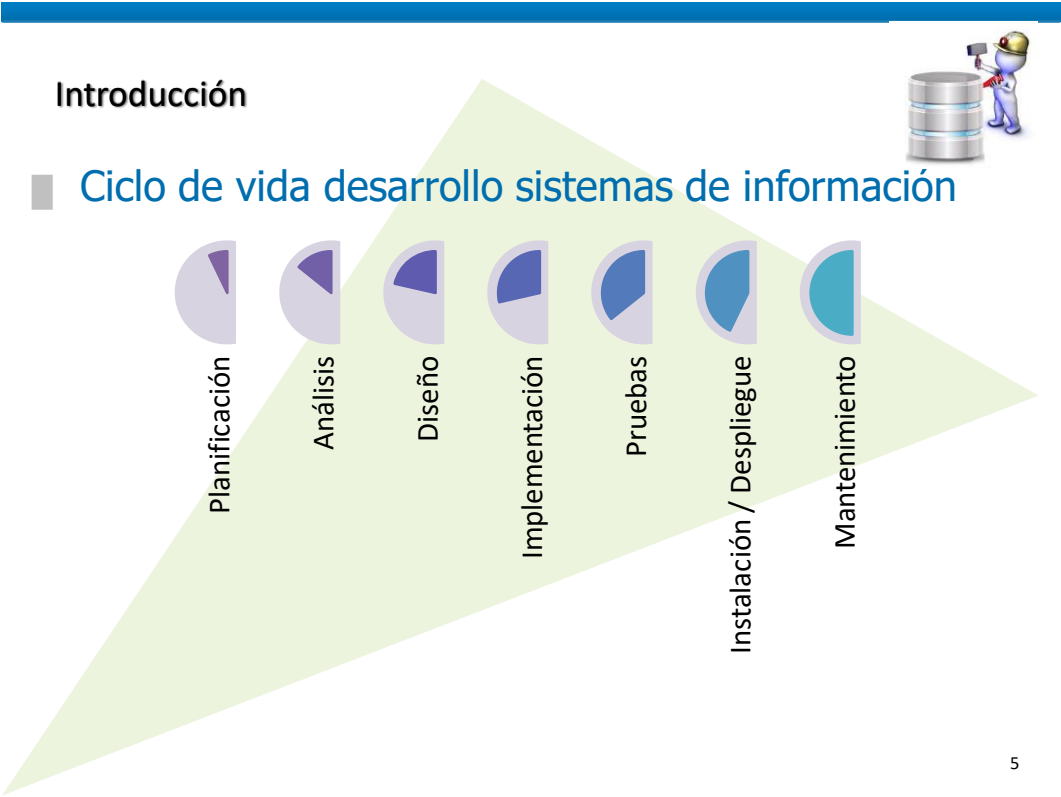 Introducción
Ciclo de vida desarrollo sistemas de información
Planificación
Análisis
Diseño
Implementación
Pruebas
Instalación / Despliegue
Mantenimiento
5